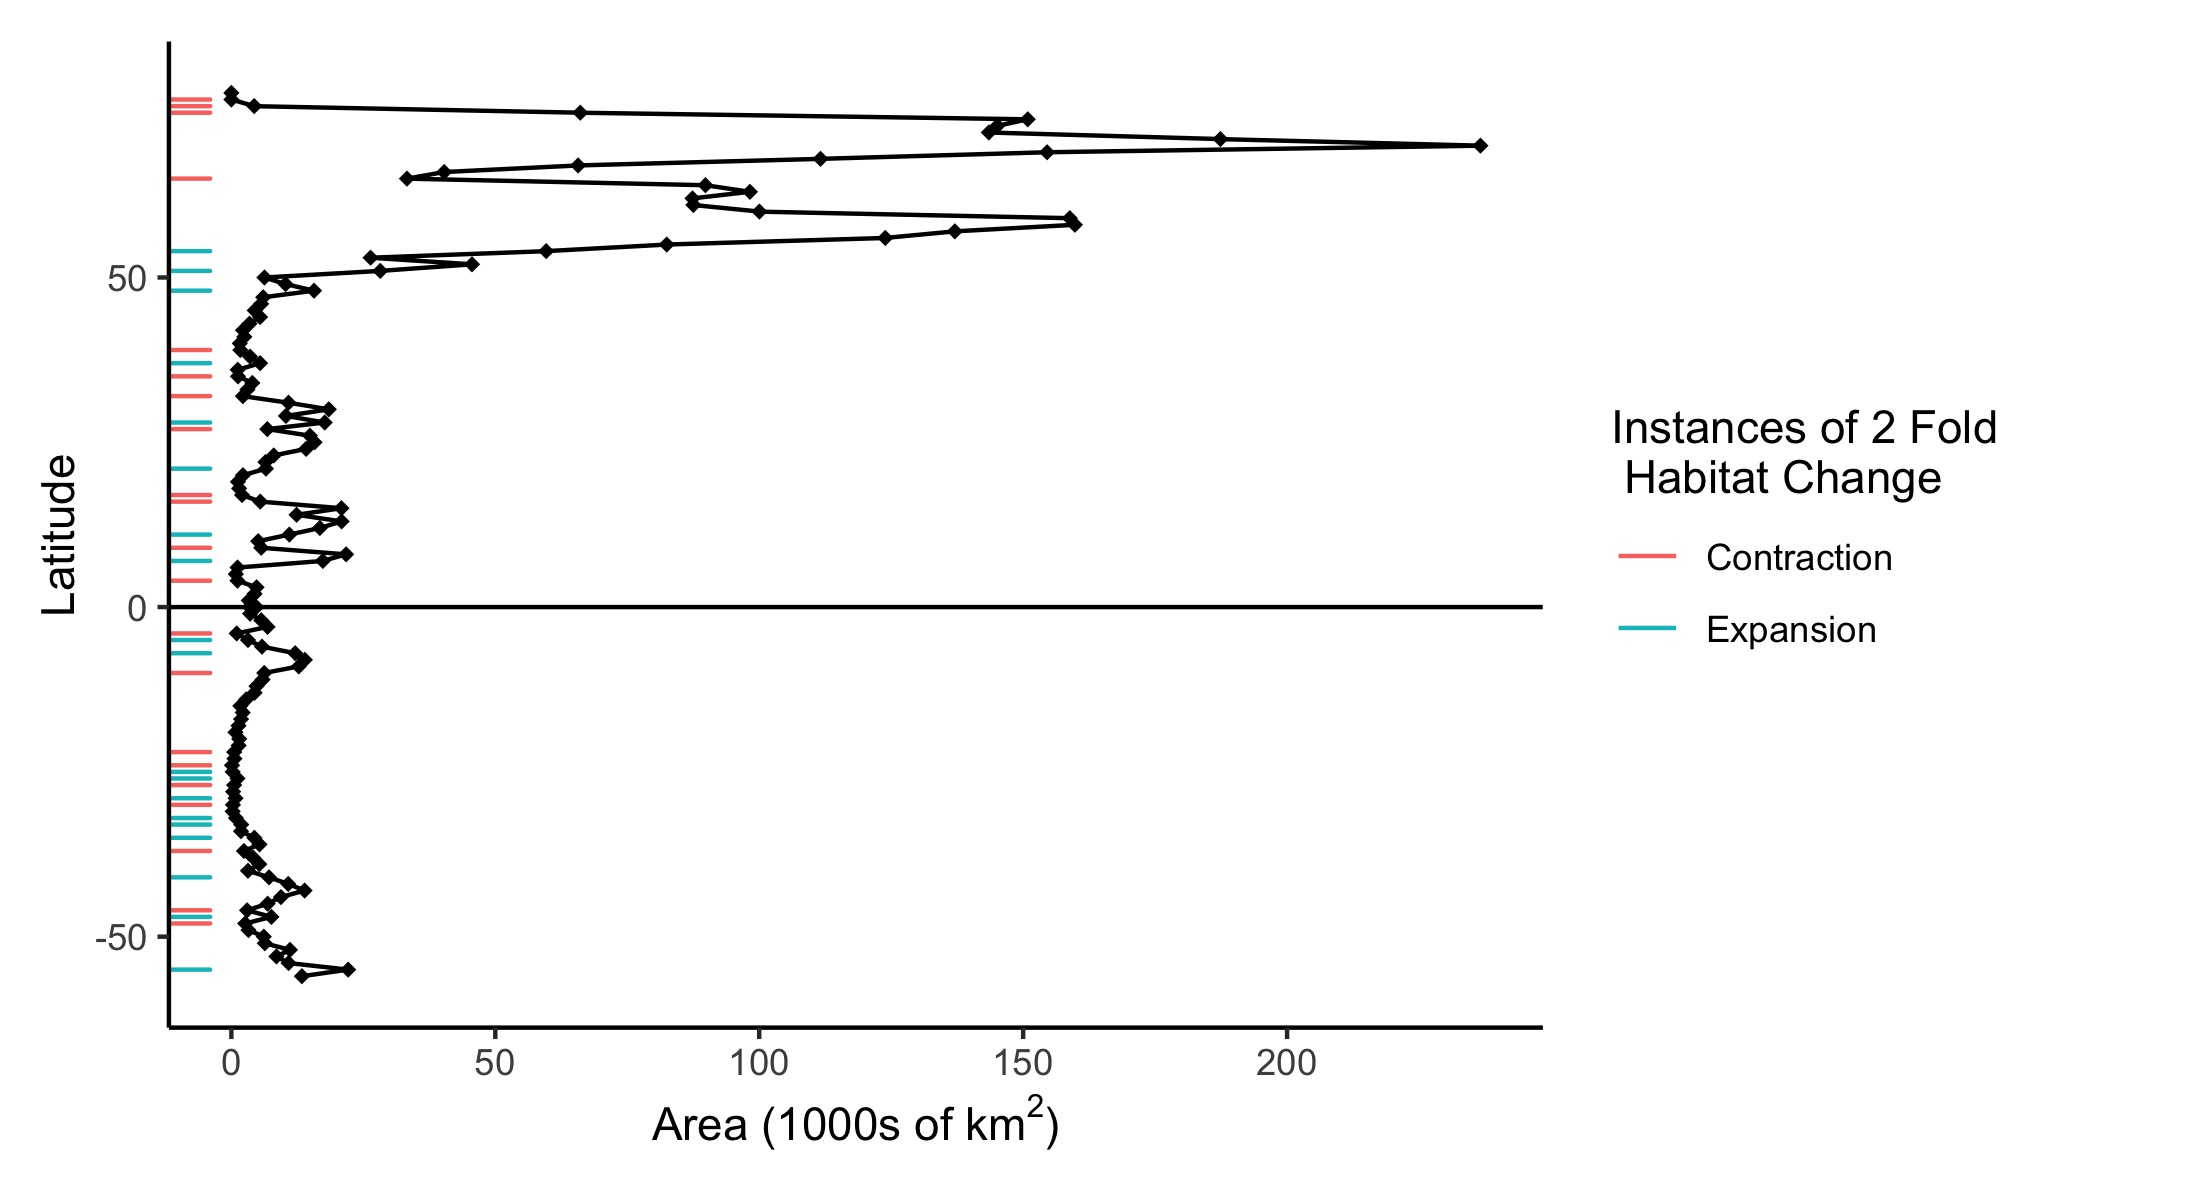 Latitude
50
0
-50
0
50
100
150
200
Area (1000s of km²)
Instances of 2 Fold
Habitat Change
Contraction
Expansion